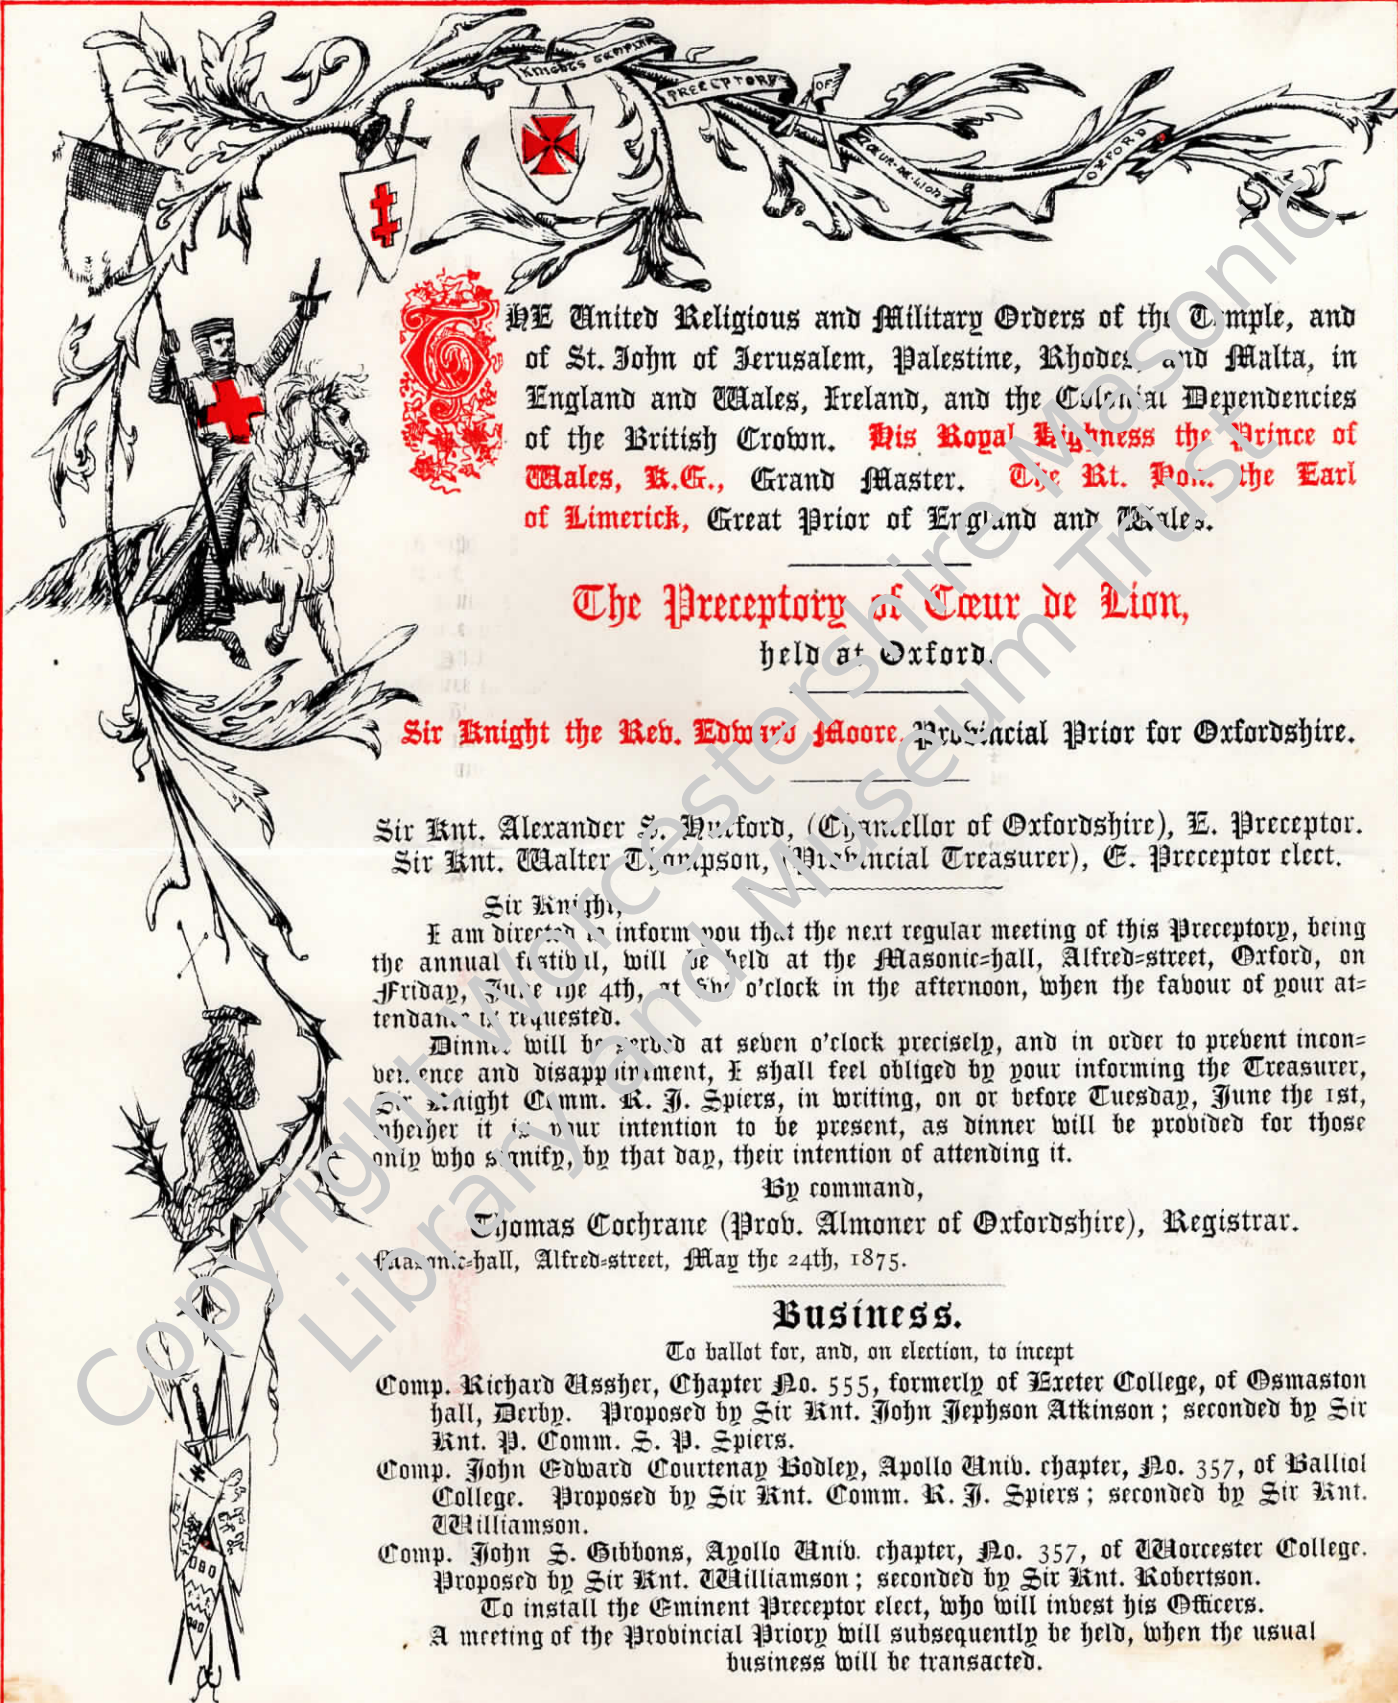 KNIGHTS TEMPLAR
PRECEPTORY
OF
CŒUR-DE-LION
OXFORD
THE United Religious and Military Orders of the Temple, and
of St. John of Jerusalem, Palestine, Rhodes, and Malta, in
England and Wales, Ireland, and the Colonial Dependencies
of the British Crown. His Royal Highness the Prince of
Wales, K.G., Grand Master. The Rt. Hon. the Earl
of Limerick, Great Prior of England and Wales.
The Preceptory of Cœur de Lion,
held at Oxford.
Sir Knight the Rev. Edward Moore, Provincial Prior for Oxfordshire.
Sir Knt. Alexander S. Hurford, (Chancellor of Oxfordshire), E. Preceptor.
Sir Knt. Walter Thompson, (Provincial Treasurer), E. Preceptor elect.
Sir Knight,
I am directed to inform you that the next regular meeting of this Preceptory, being
the annual festival, will be held at the Masonic=hall, Alfred=street, Oxford, on
Friday, June the 4th, at five o'clock in the afternoon, when the favour of your at=
tendance is requested.
Dinner will be served at seven o'clock precisely, and in order to prevent incon=
venience and disappointment, I shall feel obliged by your informing the Treasurer,
Sir Knight Comm. R. J. Spiers, in writing, on or before Tuesday, June the 1st,
whether it is your intention to be present, as dinner will be provided for those
only who signify, by that day, their intention of attending it.
By command,
Thomas Cochrane (Prov. Almoner of Oxfordshire), Registrar.
Masonic=hall, Alfred=street, May the 24th, 1875.
Business.
To ballot for, and, on election, to incept
Comp. Richard Ussher, Chapter No. 555, formerly of Exeter College, of Osmaston
hall, Derby. Proposed by Sir Knt. John Jephson Atkinson; seconded by Sir
Knt. P. Comm. S. P. Spiers.
Comp. John Edward Courtenay Bodley, Apollo Univ. chapter, No. 357, of Balliol
College. Proposed by Sir Knt. Comm. R. J. Spiers; seconded by Sir Knt.
Williamson.
Comp. John S. Gibbons, Apollo Univ. chapter, No. 357, of Worcester College.
Proposed by Sir Knt. Williamson; seconded by Sir Knt. Robertson.
To install the Eminent Preceptor elect, who will invest his Officers.
A meeting of the Provincial Priory will subsequently be held, when the usual
business will be transacted.
Copyright Worcestershire Masonic
Library and Museum Trust